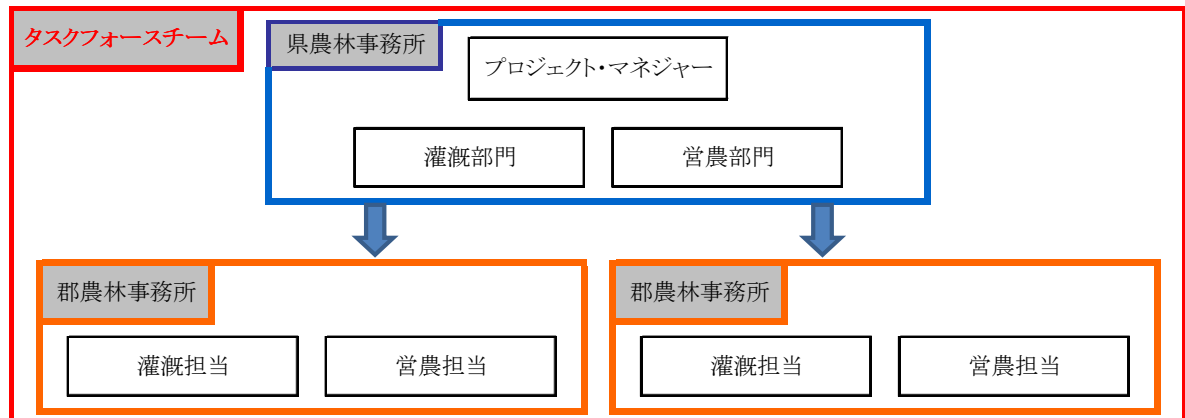 タスクフォースチーム
県農林事務所
プロジェクト・マネジャー
灌漑部門
営農部門
郡農林事務所
灌漑担当
営農担当
郡農林事務所
灌漑担当
営農担当